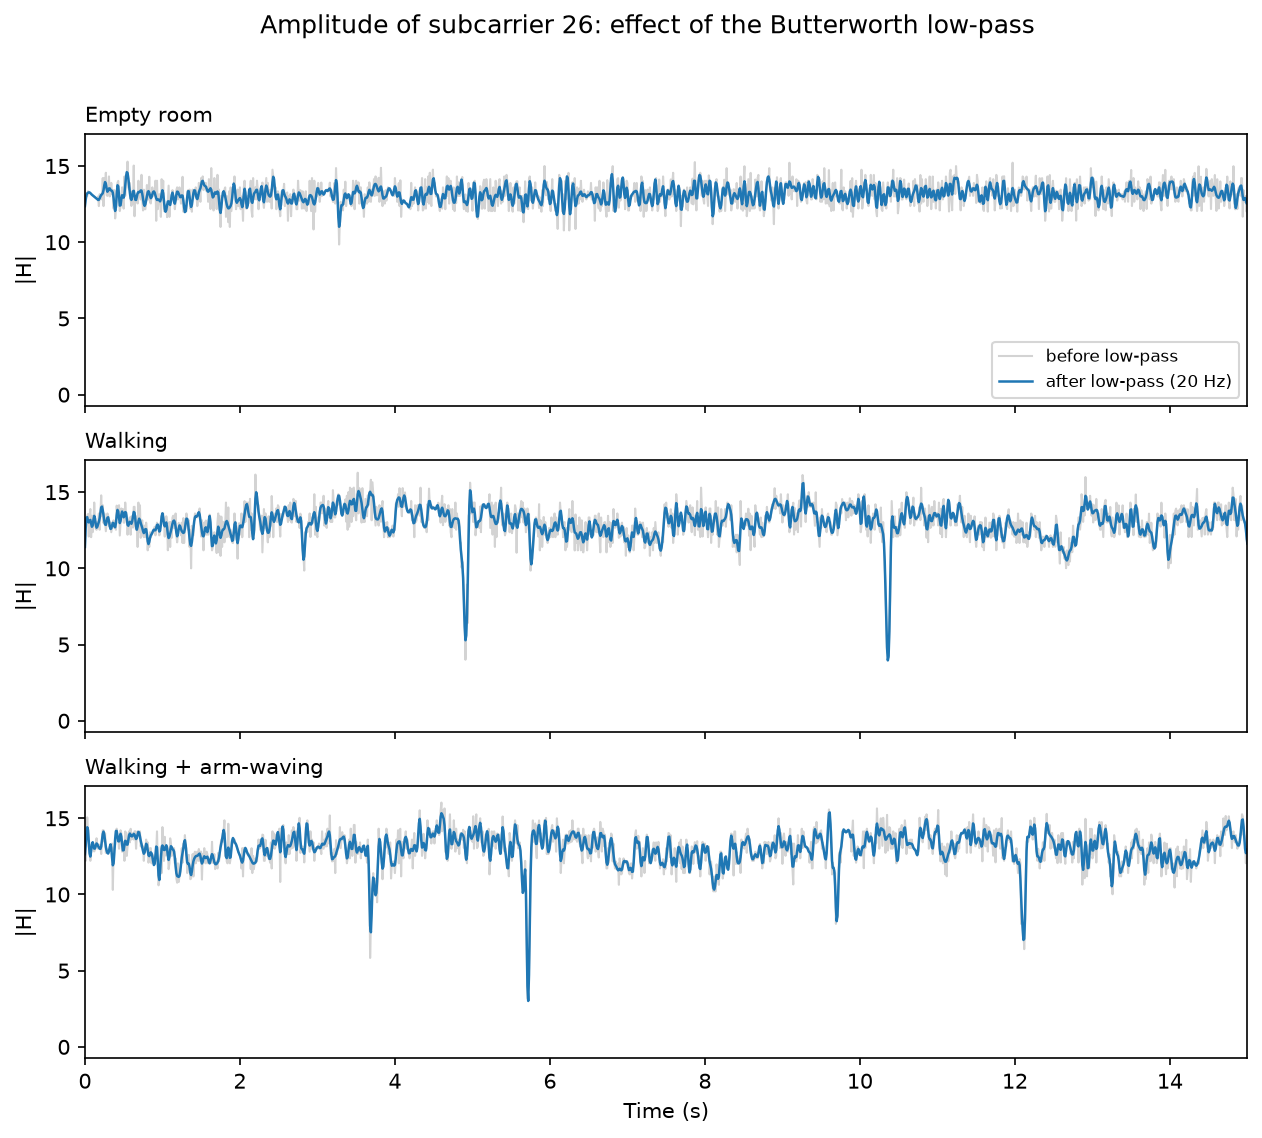 Amplitude of subcarrier 26: effect of the Butterworth low-pass
Empty room
15
10
5
0
|H|
before low-pass
after low-pass (20 Hz)
Walking
15
10
5
0
|H|
Walking + arm-waving
15
10
5
0
|H|
0 2 4 6 8 10 12 14
Time (s)